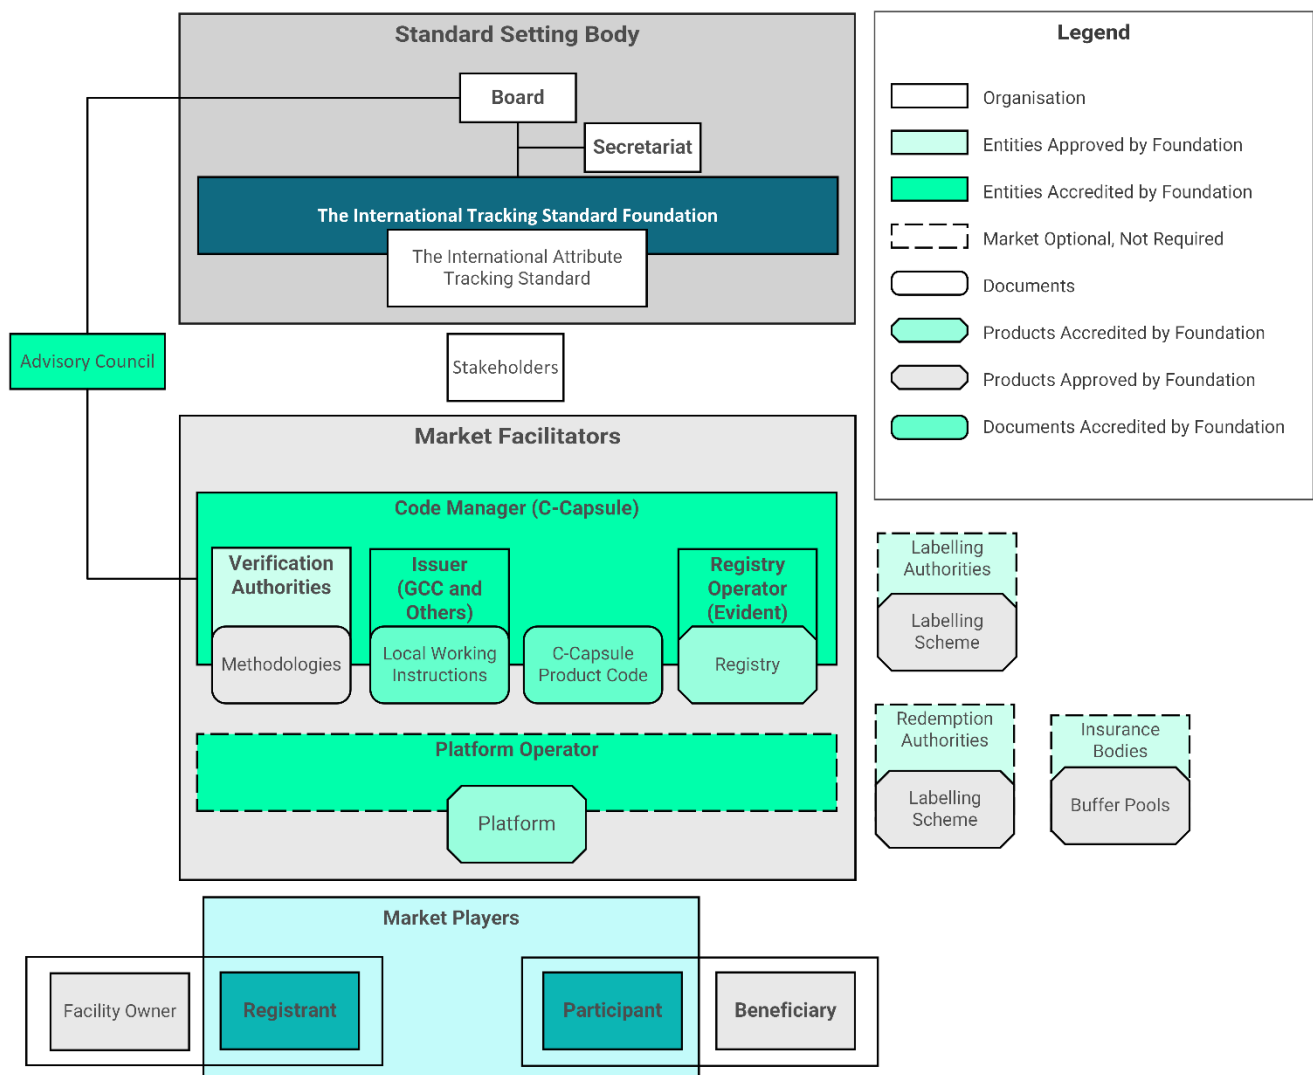 Standard Setting Body
Board
Secretariat
The International Tracking Standard Foundation
The International Attribute
Tracking Standard
Advisory Council
Stakeholders
Market Facilitators
Code Manager (C-Capsule)
Verification
Authorities
Methodologies
Issuer
(GCC and
Others)
Local Working
Instructions
C-Capsule
Product Code
Registry
Operator
(Evident)
Registry
Platform Operator
Platform
Market Players
Facility Owner
Registrant
Participant
Beneficiary
Legend
Organisation
Entities Approved by Foundation
Entities Accredited by Foundation
Market Optional, Not Required
Documents
Products Accredited by Foundation
Products Approved by Foundation
Documents Accredited by Foundation
Labelling
Authorities
Labelling
Scheme
Redemption
Authorities
Labelling
Scheme
Insurance
Bodies
Buffer Pools